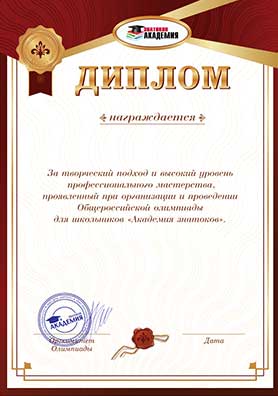 ЗНАТОКОВ
АКАДЕМИЯ
ДИПЛОМ
награждается
За творческий подход и высокий уровень
профессионального мастерства,
проявленный при организации и проведении
Общероссийской олимпиады
для школьников «Академия знатоков».
АКАДЕМИЯ
Оргкомитет
Олимпиады
Дата